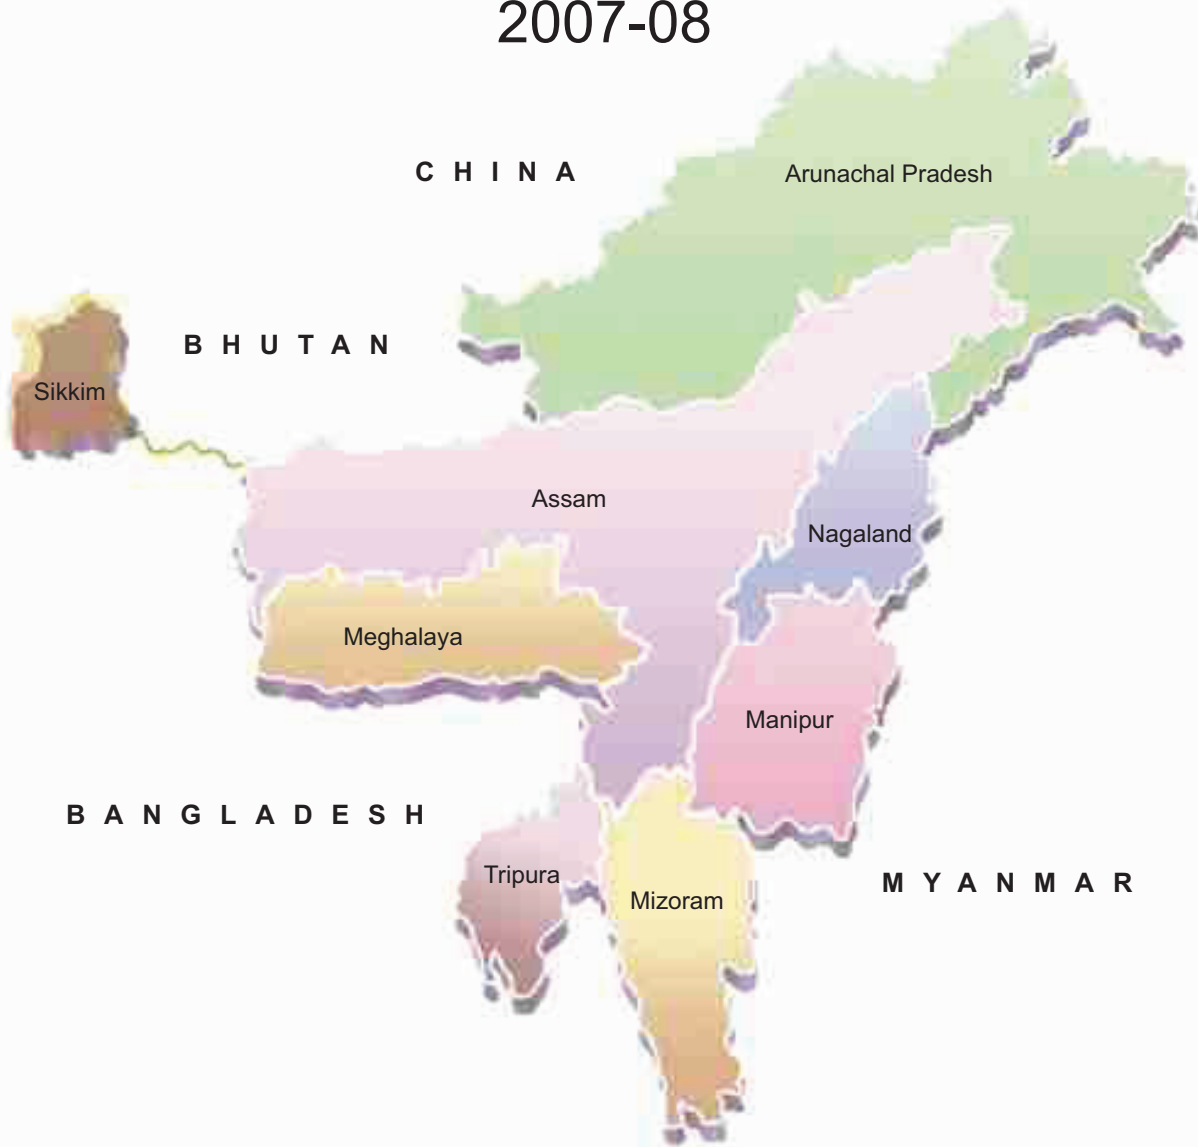 2007-08
CHINA
Arunachal Pradesh
BHUTAN
Sikkim
Assam
Nagaland
Meghalaya
Manipur
BANGLADESH
Tripura
MYANMAR
Mizoram